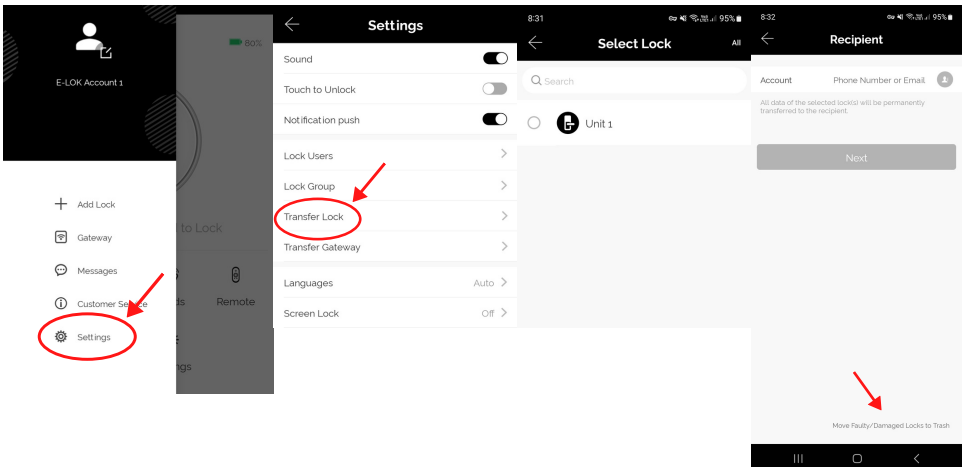 E-LOK Account 1
Add Lock
Gateway
Messages
Customer Service
Settings
80%
to Lock
Remote
Settings
Sound
Touch to Unlock
Notification push
Lock Users
Lock Group
Transfer Lock
Transfer Gateway
Languages Auto
Screen Lock Off
8:31 95%
Select Lock All
Search
Unit 1
8:32 95%
Recipient
Account Phone Number or Email
All data of the selected lock(s) will be permanently
transferred to the recipient.
Next
Move Faulty/Damaged Locks to Trash